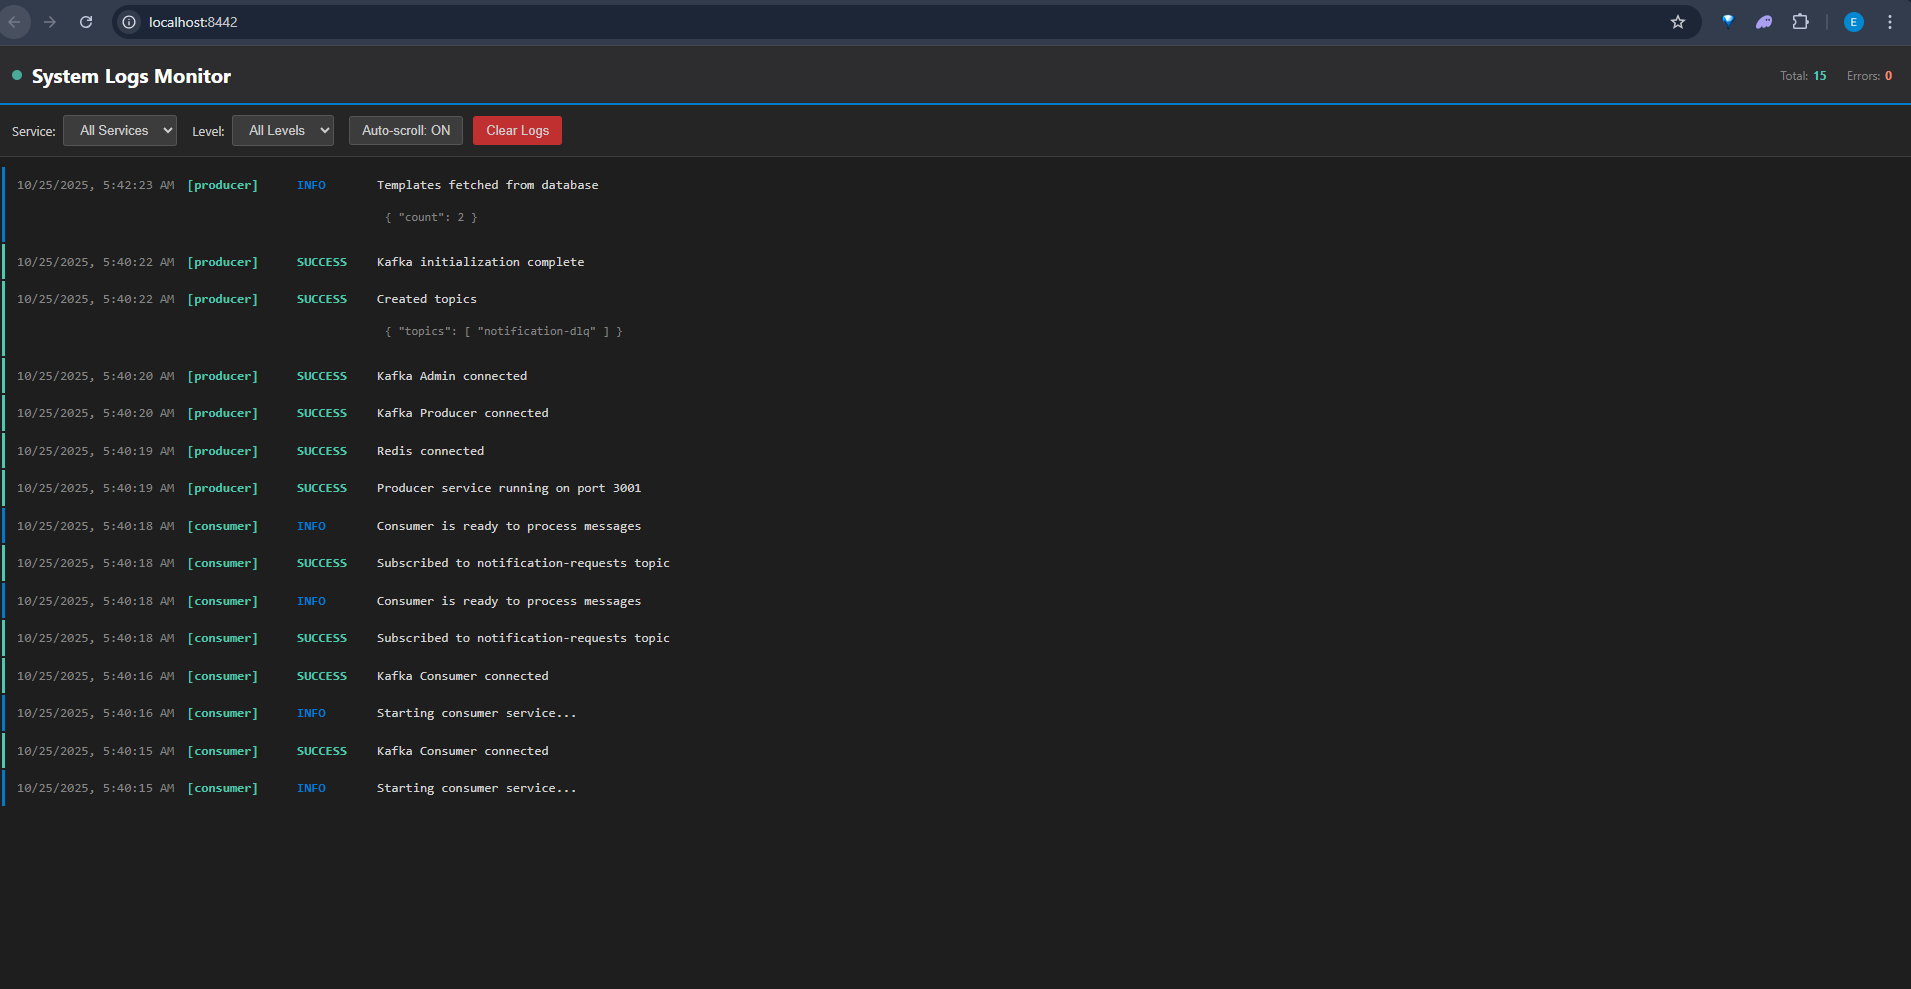 localhost:8442
E
System Logs Monitor
Total: 15 Errors: 0
Service: All Services Level: All Levels Auto-scroll: ON Clear Logs
10/25/2025, 5:42:23 AM [producer] INFO Templates fetched from database
{ "count": 2 }
10/25/2025, 5:40:22 AM [producer] SUCCESS Kafka initialization complete
10/25/2025, 5:40:22 AM [producer] SUCCESS Created topics
{ "topics": [ "notification-dlq" ] }
10/25/2025, 5:40:20 AM [producer] SUCCESS Kafka Admin connected
10/25/2025, 5:40:20 AM [producer] SUCCESS Kafka Producer connected
10/25/2025, 5:40:19 AM [producer] SUCCESS Redis connected
10/25/2025, 5:40:19 AM [producer] SUCCESS Producer service running on port 3001
10/25/2025, 5:40:18 AM [consumer] INFO Consumer is ready to process messages
10/25/2025, 5:40:18 AM [consumer] SUCCESS Subscribed to notification-requests topic
10/25/2025, 5:40:18 AM [consumer] INFO Consumer is ready to process messages
10/25/2025, 5:40:18 AM [consumer] SUCCESS Subscribed to notification-requests topic
10/25/2025, 5:40:16 AM [consumer] SUCCESS Kafka Consumer connected
10/25/2025, 5:40:16 AM [consumer] INFO Starting consumer service...
10/25/2025, 5:40:15 AM [consumer] SUCCESS Kafka Consumer connected
10/25/2025, 5:40:15 AM [consumer] INFO Starting consumer service...